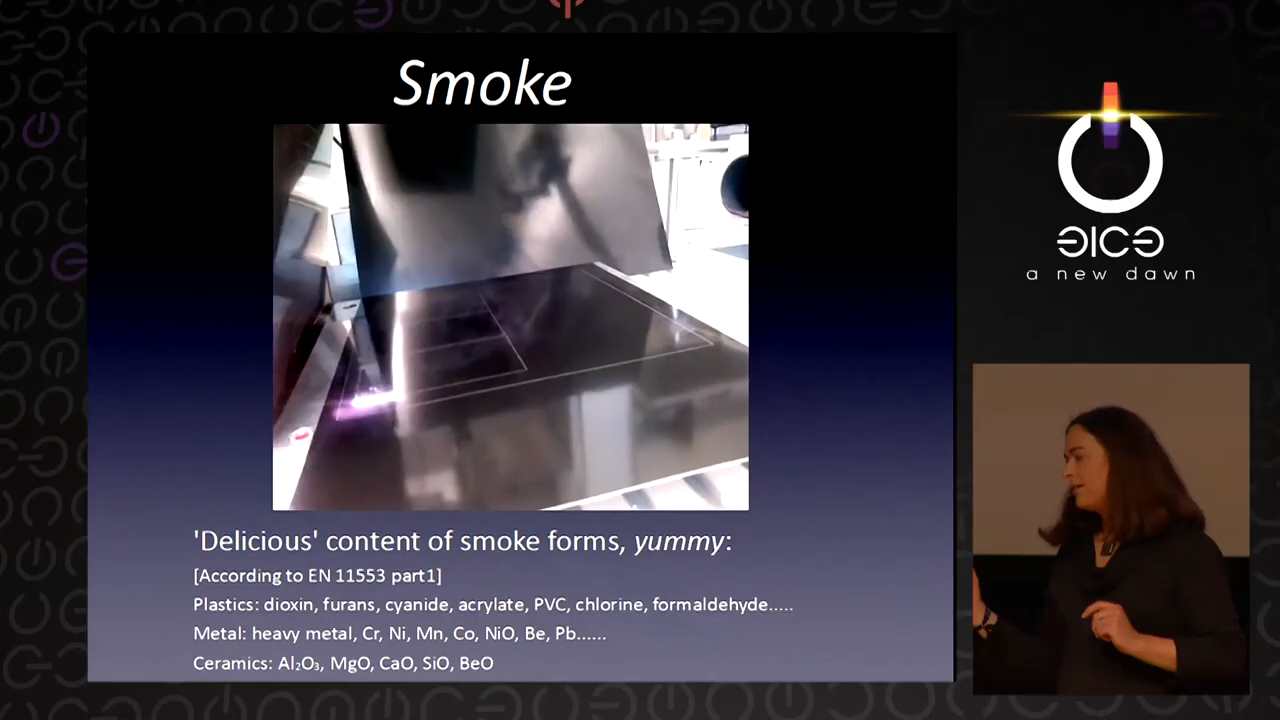 Smoke
'Delicious' content of smoke forms, yummy:
[According to EN 11553 part1]
Plastics: dioxin, furans, cyanide, acrylate, PVC, chlorine, formaldehyde.....
Metal: heavy metal, Cr, Ni, Mn, Co, NiO, Be, Pb......
Ceramics: Al₂O₃, MgO, CaO, SiO, BeO
a new dawn